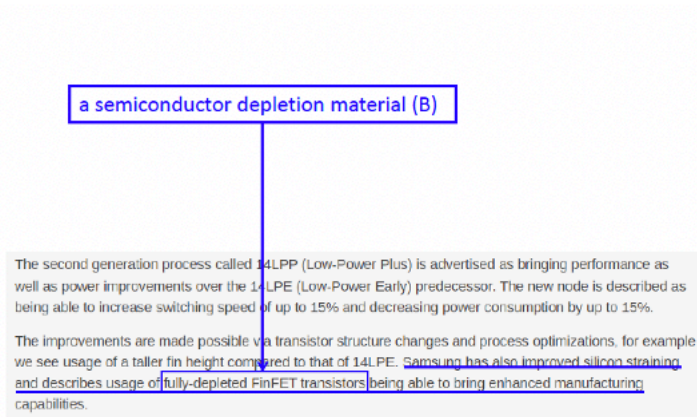 a semiconductor depletion material (B)
The second generation process called 14LPP (Low-Power Plus) is advertised as bringing performance as
well as power improvements over the 14LPE (Low-Power Early) predecessor. The new node is described as
being able to increase switching speed of up to 15% and decreasing power consumption by up to 15%.
The improvements are made possible via transistor structure changes and process optimizations, for example
we see usage of a taller fin height compared to that of 14LPE. Samsung has also improved silicon straining
and describes usage of fully-depleted FinFET transistors being able to bring enhanced manufacturing
capabilities.